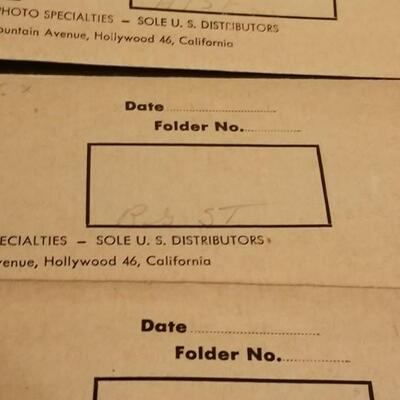 PHOTO SPECIALTIES — SOLE U. S. DISTRIBUTORS
ountain Avenue, Hollywood 46, California
Date
Folder No.
ECIALTIES — SOLE U. S. DISTRIBUTORS
venue, Hollywood 46, California
Date
Folder No.